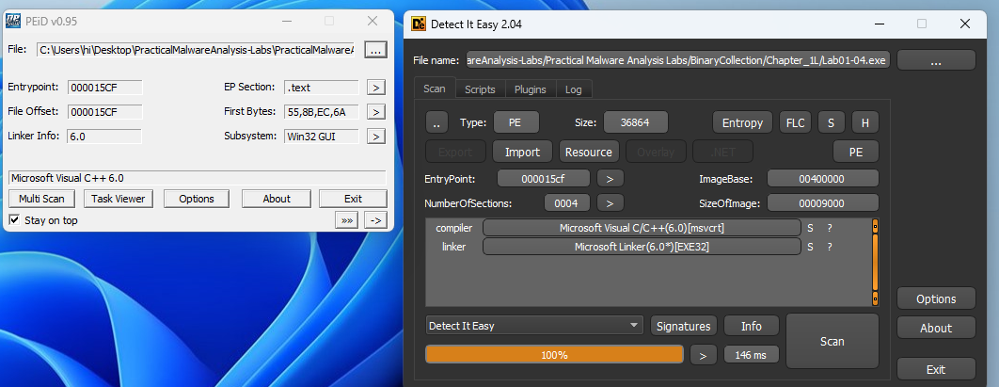 PEiD v0.95
File: C:\Users\hi\Desktop\PracticalMalwareAnalysis-Labs\PracticalMalwareA ...
Entrypoint: 000015CF EP Section: .text >
File Offset: 000015CF First Bytes: 55,8B,EC,6A >
Linker Info: 6.0 Subsystem: Win32 GUI >
Microsoft Visual C++ 6.0
Multi Scan Task Viewer Options About Exit
Stay on top »» ->
Detect It Easy 2.04
File name: areAnalysis-Labs/Practical Malware Analysis Labs/BinaryCollection/Chapter_1L/Lab01-04.exe ...
Scan Scripts Plugins Log
.. Type: PE Size: 36864 Entropy FLC S H
Export Import Resource Overlay .NET PE
EntryPoint: 000015cf > ImageBase: 00400000
NumberOfSections: 0004 > SizeOfImage: 00009000
compiler Microsoft Visual C/C++(6.0)[msvcrt] S ?
linker Microsoft Linker(6.0*)[EXE32] S ?
Options
Detect It Easy Signatures Info Scan About
100% > 146 ms
Exit